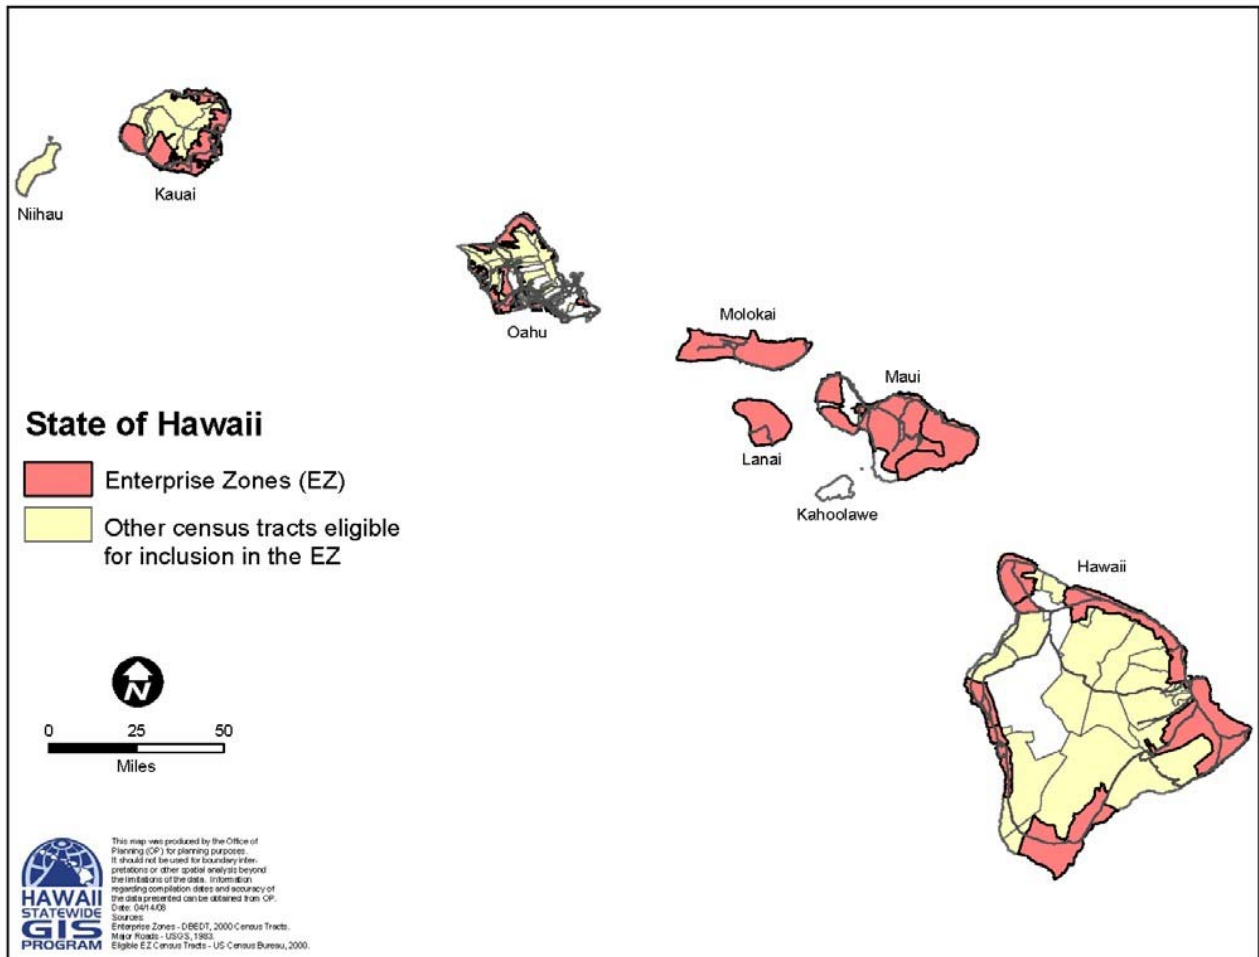 Niihau
Kauai
Oahu
Molokai
Maui
Lanai
Kahoolawe
Hawaii
State of Hawaii
Enterprise Zones (EZ)
Other census tracts eligible
for inclusion in the EZ
N
0 25 50
Miles
HAWAII
STATEWIDE
GIS
PROGRAM
This map was produced by the Office of
Planning (OP) for planning purposes.
It should not be used for boundary inter-
pretations or other spatial analysis beyond
the limitations of the data. Information
regarding compilation dates and accuracy of
the data presented can be obtained from OP.
Date: 04/14/08
Sources:
Enterprise Zones - DBEDT, 2000 Census Tracts.
Major Roads - USGS, 1983.
Eligible EZ Census Tracts - US Census Bureau, 2000.